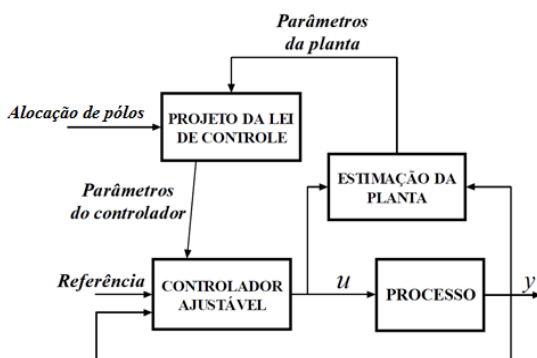 Parâmetros
da planta
Alocação de pólos
PROJETO DA LEI
DE CONTROLE
ESTIMAÇÃO DA
PLANTA
Parâmetros
do controlador
Referência
CONTROLADOR
AJUSTÁVEL
u
PROCESSO
y